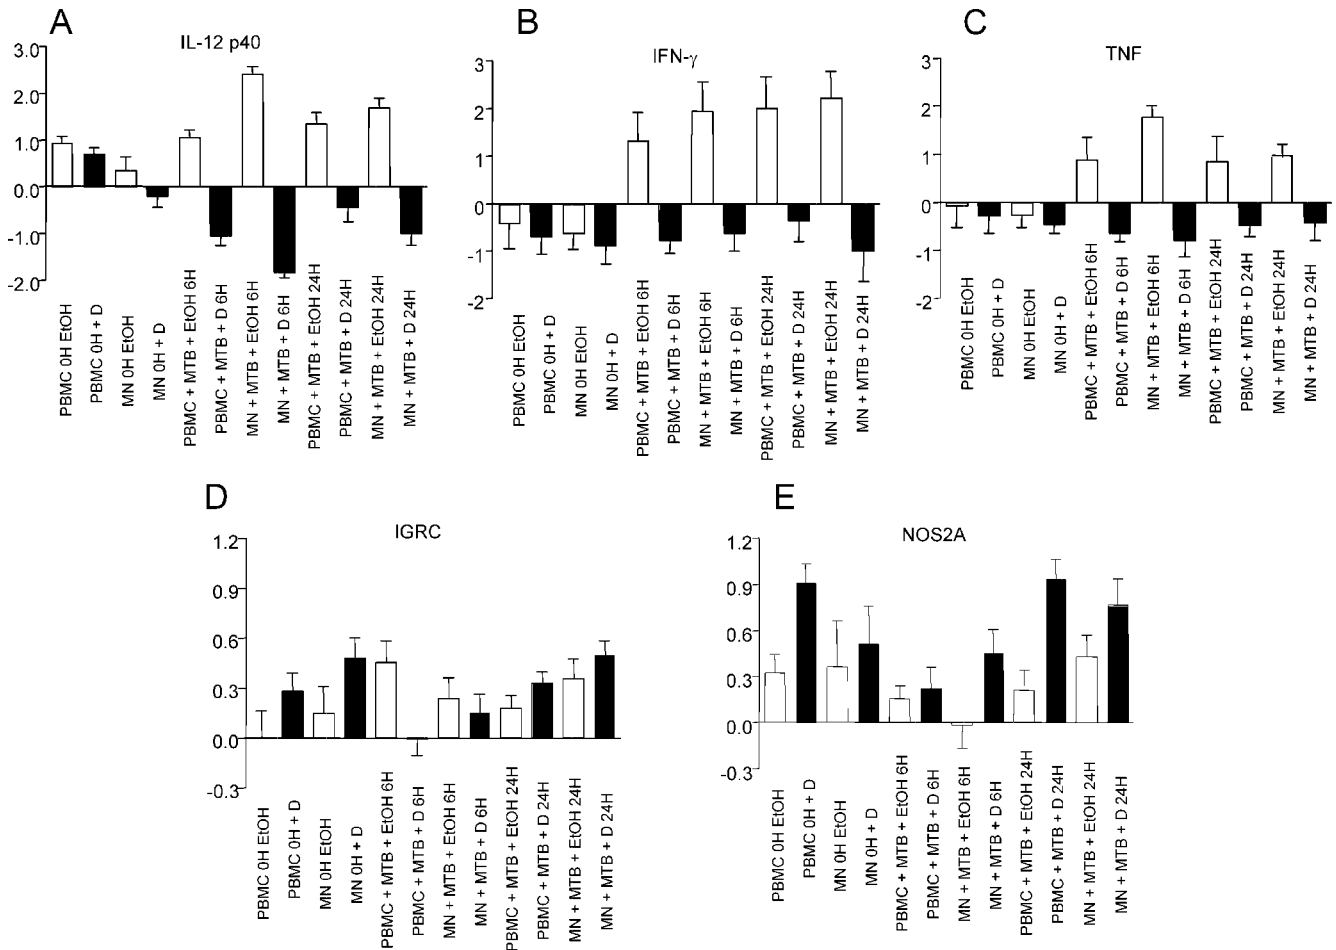 A
IL-12 p40
3.0
2.0
1.0
0.0
-1.0
-2.0
PBMC 0H EtOH
PBMC 0H + D
MN 0H EtOH
MN 0H + D
PBMC + MTB + EtOH 6H
PBMC + MTB + D 6H
MN + MTB + EtOH 6H
MN + MTB + D 6H
PBMC + MTB + EtOH 24H
PBMC + MTB + D 24H
MN + MTB + EtOH 24H
MN + MTB + D 24H
B
IFN-γ
3
2
1
0
-1
-2
PBMC 0H EtOH
PBMC 0H + D
MN 0H EtOH
MN 0H + D
PBMC + MTB + EtOH 6H
PBMC + MTB + D 6H
MN + MTB + EtOH 6H
MN + MTB + D 6H
PBMC + MTB + EtOH 24H
PBMC + MTB + D 24H
MN + MTB + EtOH 24H
MN + MTB + D 24H
C
TNF
3
2
1
0
-1
-2
PBMC 0H EtOH
PBMC 0H + D
MN 0H EtOH
MN 0H + D
PBMC + MTB + EtOH 6H
PBMC + MTB + D 6H
MN + MTB + EtOH 6H
MN + MTB + D 6H
PBMC + MTB + EtOH 24H
PBMC + MTB + D 24H
MN + MTB + EtOH 24H
MN + MTB + D 24H
D
IGRC
1.2
0.9
0.6
0.3
0.0
-0.3
PBMC 0H EtOH
PBMC 0H + D
MN 0H EtOH
MN 0H + D
PBMC + MTB + EtOH 6H
PBMC + MTB + D 6H
MN + MTB + EtOH 6H
MN + MTB + D 6H
PBMC + MTB + EtOH 24H
PBMC + MTB + D 24H
MN + MTB + EtOH 24H
MN + MTB + D 24H
E
NOS2A
1.2
0.9
0.6
0.3
0.0
-0.3
PBMC 0H EtOH
PBMC 0H + D
MN 0H EtOH
MN 0H + D
PBMC + MTB + EtOH 6H
PBMC + MTB + D 6H
MN + MTB + EtOH 6H
MN + MTB + D 6H
PBMC + MTB + EtOH 24H
PBMC + MTB + D 24H
MN + MTB + EtOH 24H
MN + MTB + D 24H